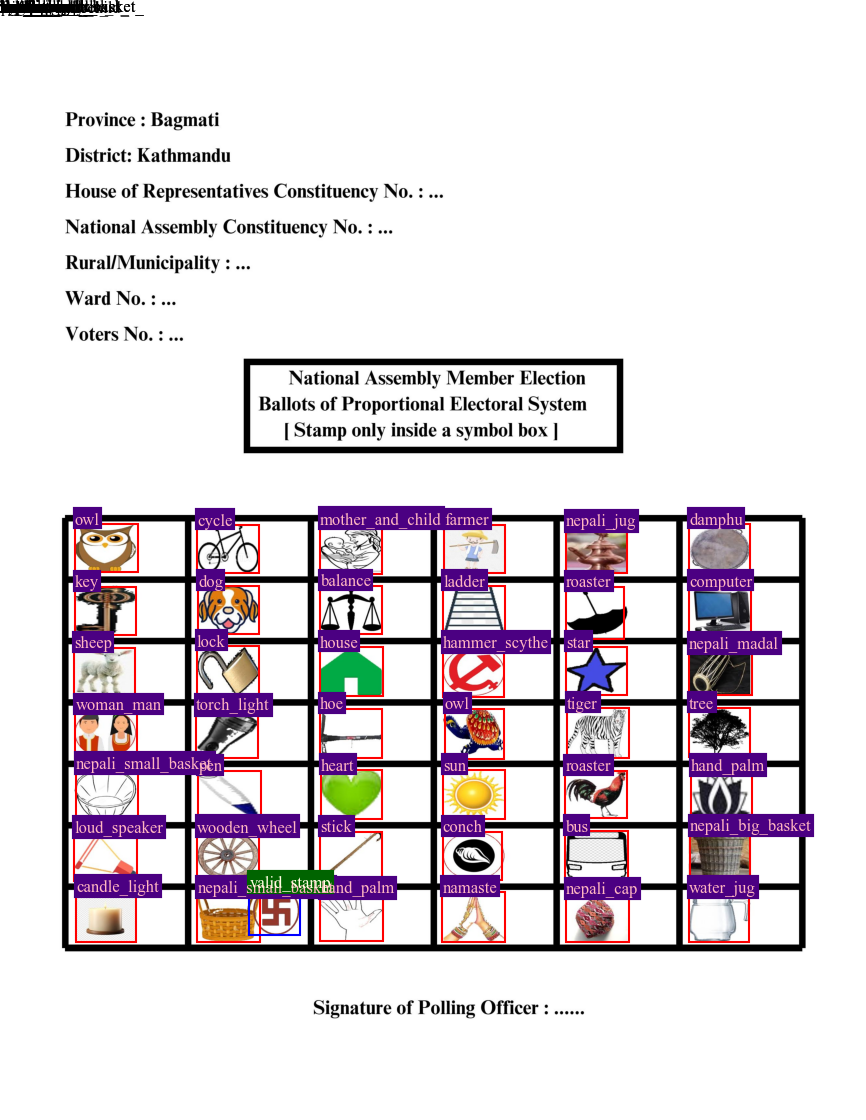 Province : Bagmati
District: Kathmandu
House of Representatives Constituency No. : ...
National Assembly Constituency No. : ...
Rural/Municipality : ...
Ward No. : ...
Voters No. : ...
National Assembly Member Election
Ballots of Proportional Electoral System
[ Stamp only inside a symbol box ]
owl cycle mother_and_child farmer nepali_jug damphu
key dog balance ladder roaster computer
sheep lock house hammer_scythe star nepali_madal
woman_man torch_light hoe owl tiger tree
nepali_small_basket pen heart sun roaster hand_palm
loud_speaker wooden_wheel stick conch bus nepali_big_basket
valid_stamp
candle_light nepali_small_basket hand_palm namaste nepali_cap water_jug
Signature of Polling Officer : ......